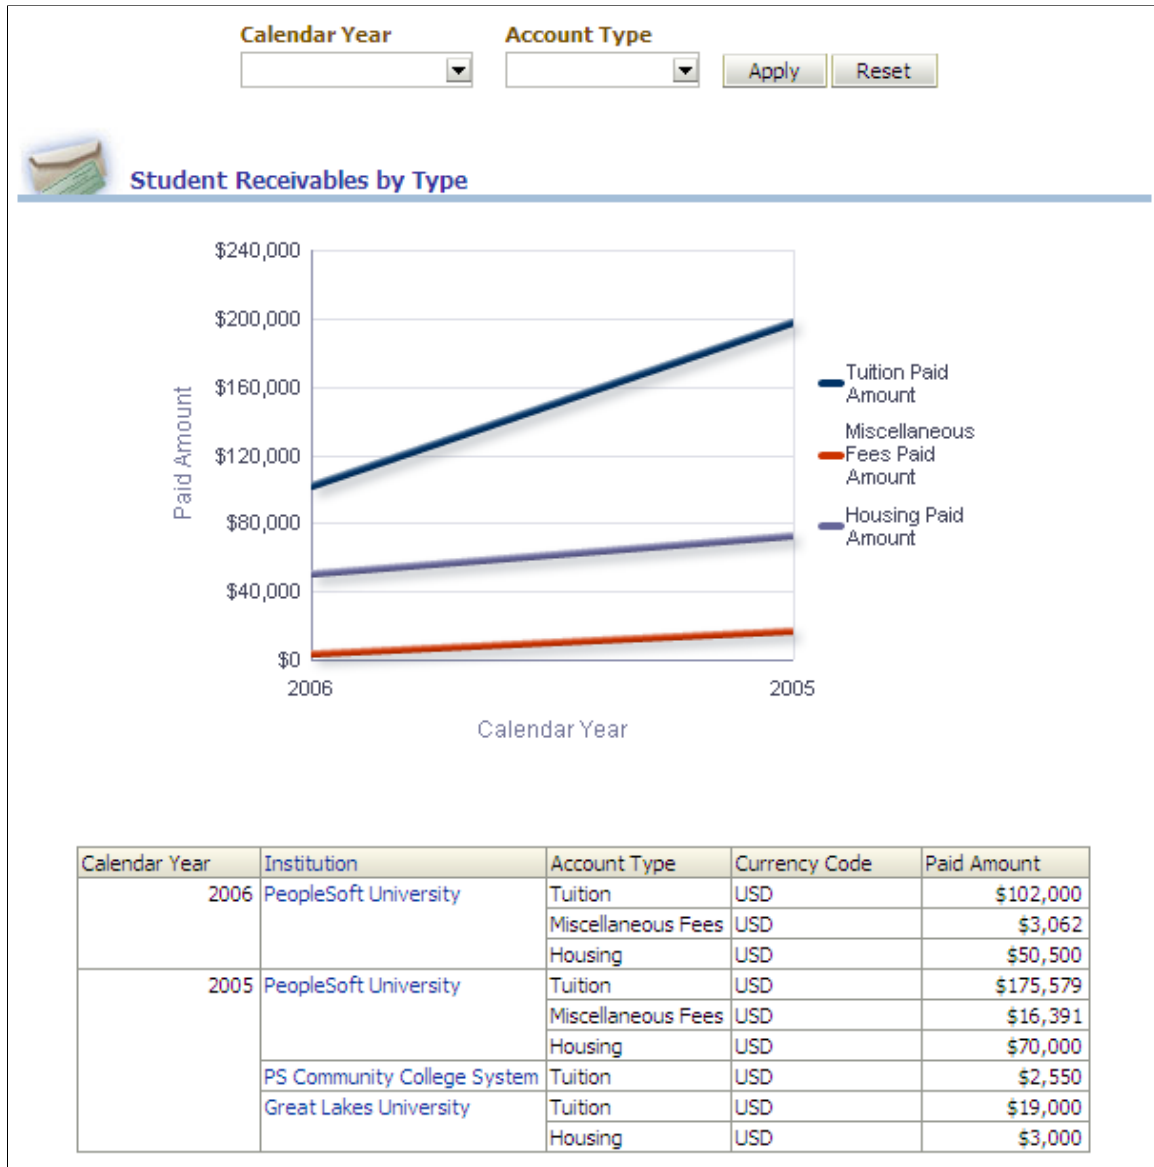 Calendar Year Account Type
Apply Reset
Student Receivables by Type
$240,000
$200,000
$160,000
$120,000
$80,000
$40,000
$0
Paid Amount
2006 2005
Calendar Year
Tuition Paid
Amount
Miscellaneous
Fees Paid
Amount
Housing Paid
Amount
Calendar Year Institution Account Type Currency Code Paid Amount
2006 PeopleSoft University Tuition USD $102,000
Miscellaneous Fees USD $3,062
Housing USD $50,500
2005 PeopleSoft University Tuition USD $175,579
Miscellaneous Fees USD $16,391
Housing USD $70,000
PS Community College System Tuition USD $2,550
Great Lakes University Tuition USD $19,000
Housing USD $3,000